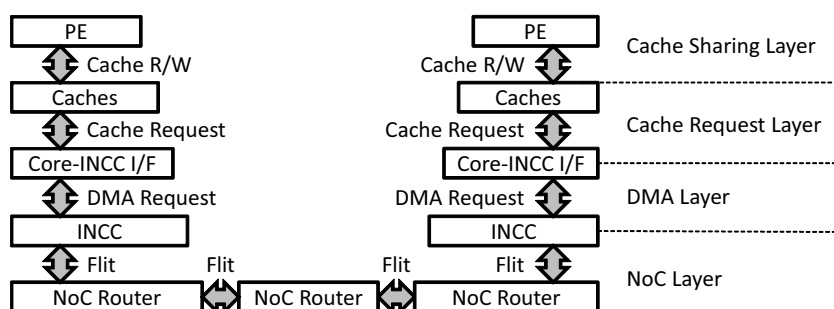 PE
PE
Cache Sharing Layer
Cache R/W
Cache R/W
Caches
Caches
Cache Request
Cache Request
Cache Request Layer
Core-INCC I/F
Core-INCC I/F
DMA Request
DMA Request
DMA Layer
INCC
INCC
Flit
Flit
Flit
Flit
NoC Layer
NoC Router
NoC Router
NoC Router